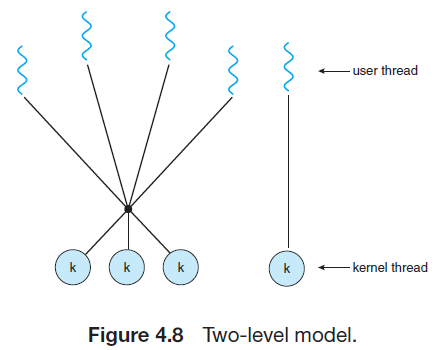 user thread
k
k
k
k
kernel thread
Figure 4.8 Two-level model.